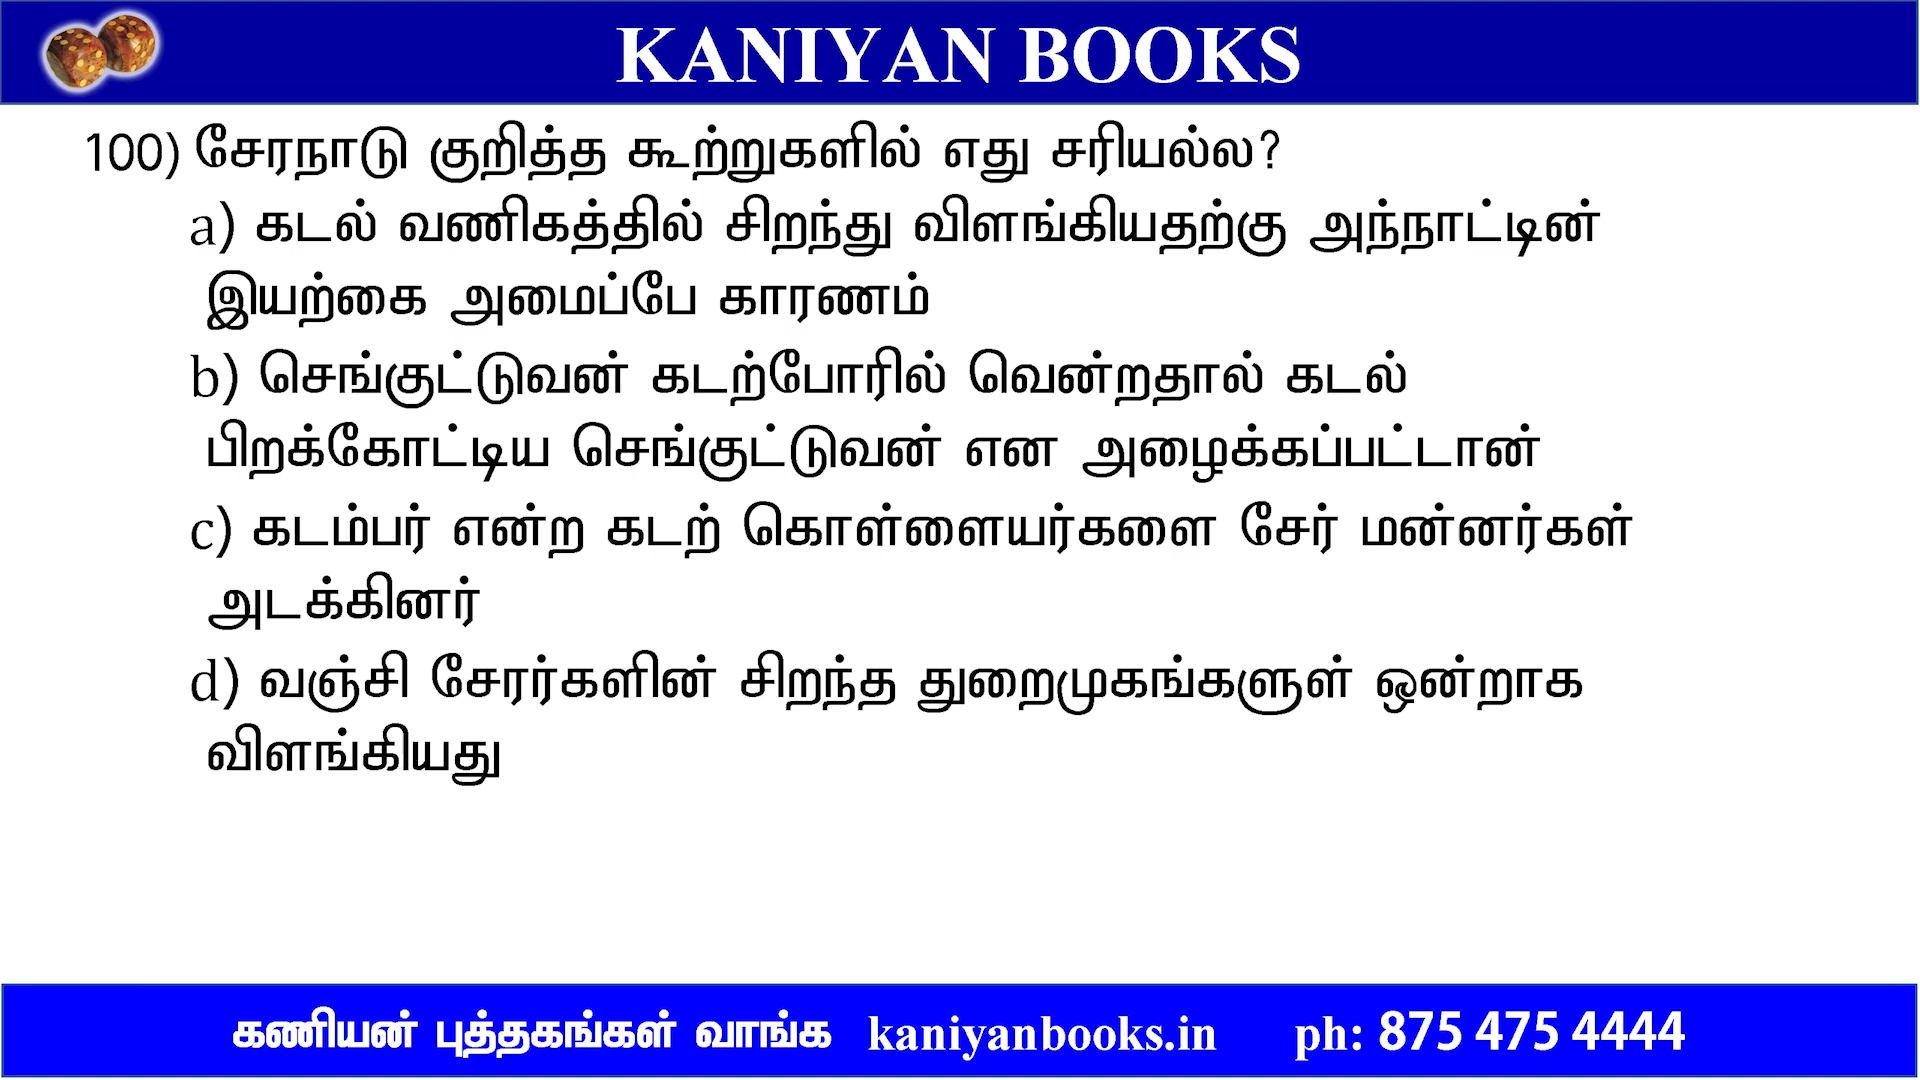 KANIYAN BOOKS
100) சேரநாடு குறித்த கூற்றுகளில் எது சரியல்ல?
a) கடல் வணிகத்தில் சிறந்து விளங்கியதற்கு அந்நாட்டின்
இயற்கை அமைப்பே காரணம்
b) செங்குட்டுவன் கடற்போரில் வென்றதால் கடல்
பிறக்கோட்டிய செங்குட்டுவன் என அழைக்கப்பட்டான்
c) கடம்பர் என்ற கடற் கொள்ளையர்களை சேர் மன்னர்கள்
அடக்கினர்
d) வஞ்சி சேரர்களின் சிறந்த துறைமுகங்களுள் ஒன்றாக
விளங்கியது
கணியன் புத்தகங்கள் வாங்க kaniyanbooks.in ph: 875 475 4444